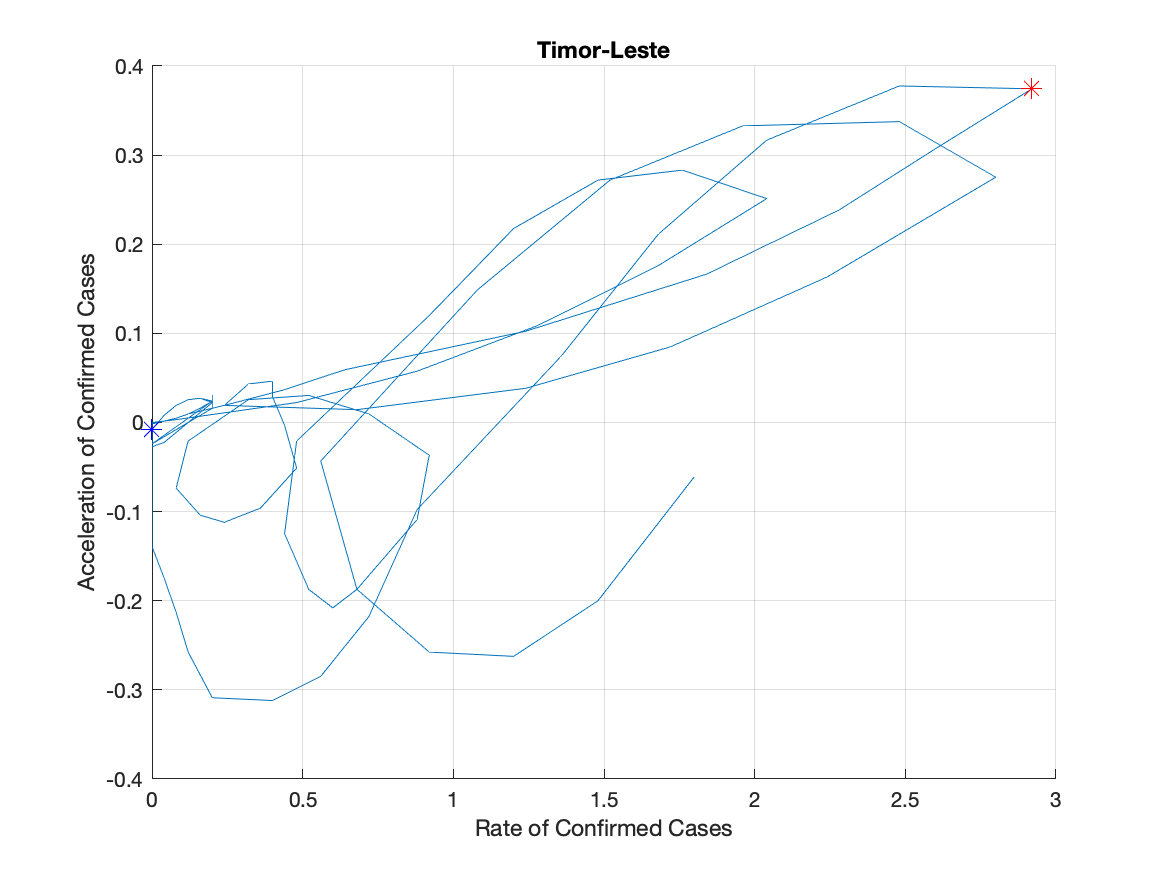 Timor-Leste
0.4
0.3
0.2
0.1
0
-0.1
-0.2
-0.3
-0.4
Acceleration of Confirmed Cases
0 0.5 1 1.5 2 2.5 3
Rate of Confirmed Cases